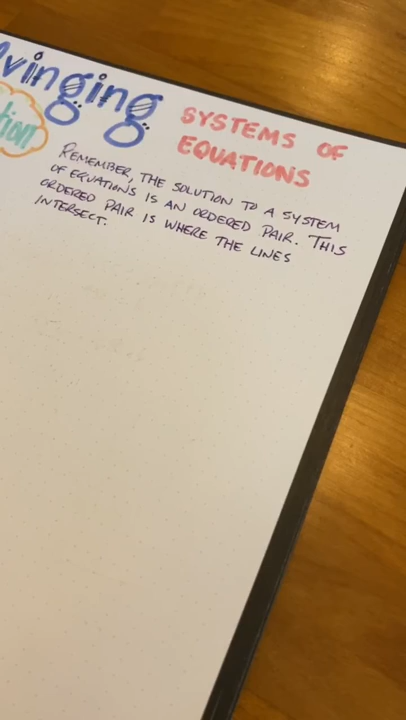 vinging
SYSTEMS OF
EQUATIONS
tion
REMEMBER, THE SOLUTION TO A SYSTEM
OF EQUATIONS IS AN ORDERED PAIR. THIS
ORDERED PAIR IS WHERE THE LINES
INTERSECT.